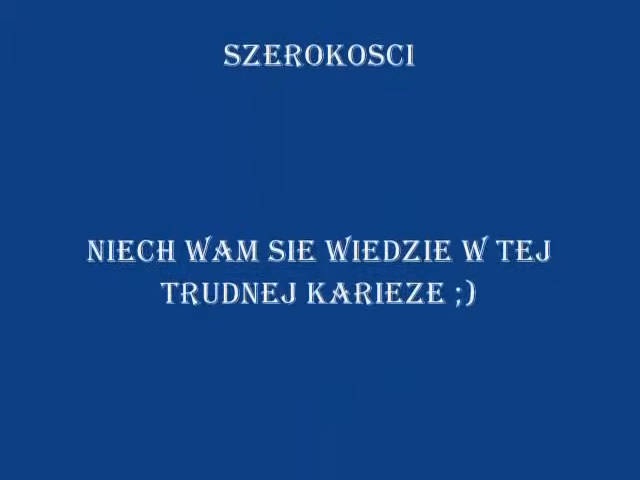 SZEROKOSCI
NIECH WAM SIE WIEDZIE W TEJ
TRUDNEJ KARIEZE ;)